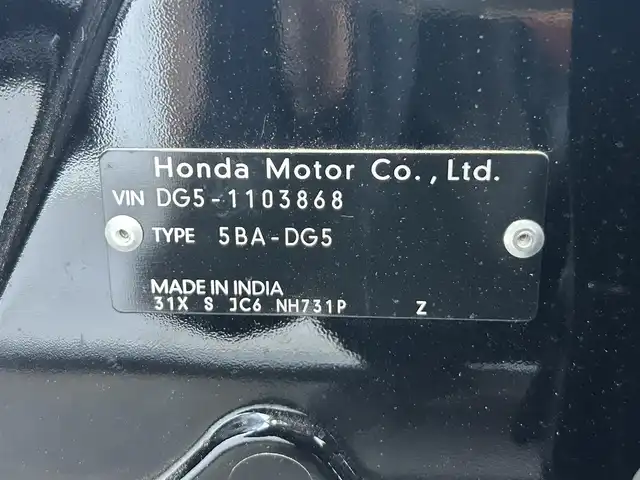 Honda Motor Co., Ltd.
VIN DG5-1103868
TYPE 5BA-DG5
MADE IN INDIA
31X S JC6 NH731P Z